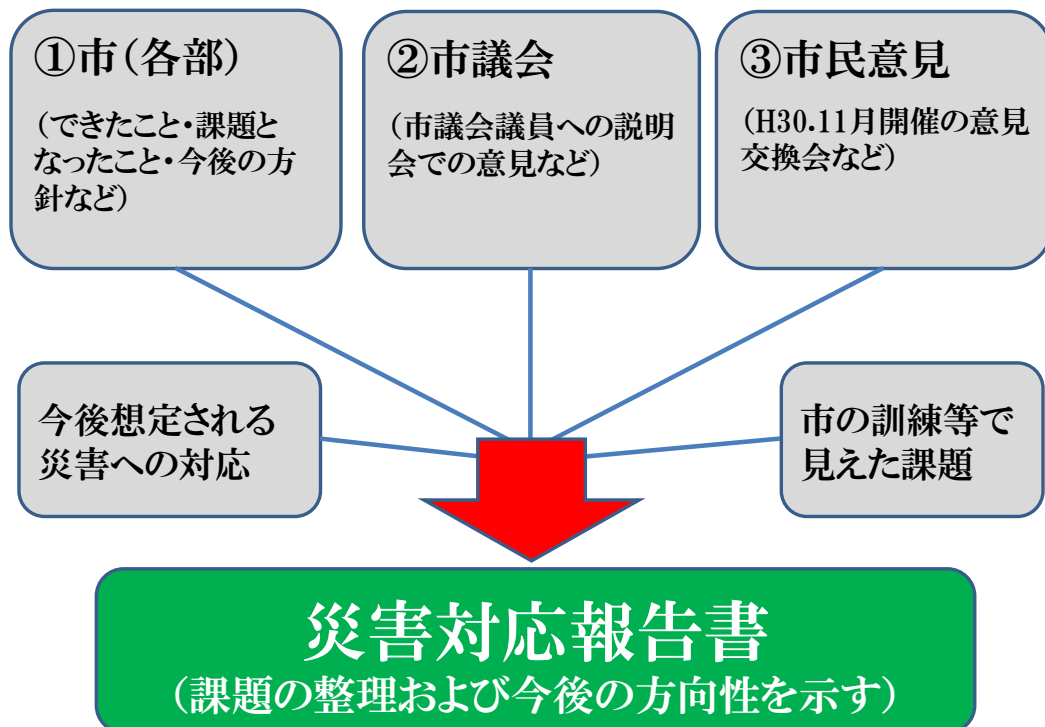 ①市(各部)
(できたこと・課題と
なったこと・今後の方
針など)
②市議会
(市議会議員への説明
会での意見など)
③市民意見
(H30.11月開催の意見
交換会など)
今後想定される
災害への対応
市の訓練等で
見えた課題
災害対応報告書
(課題の整理および今後の方向性を示す)